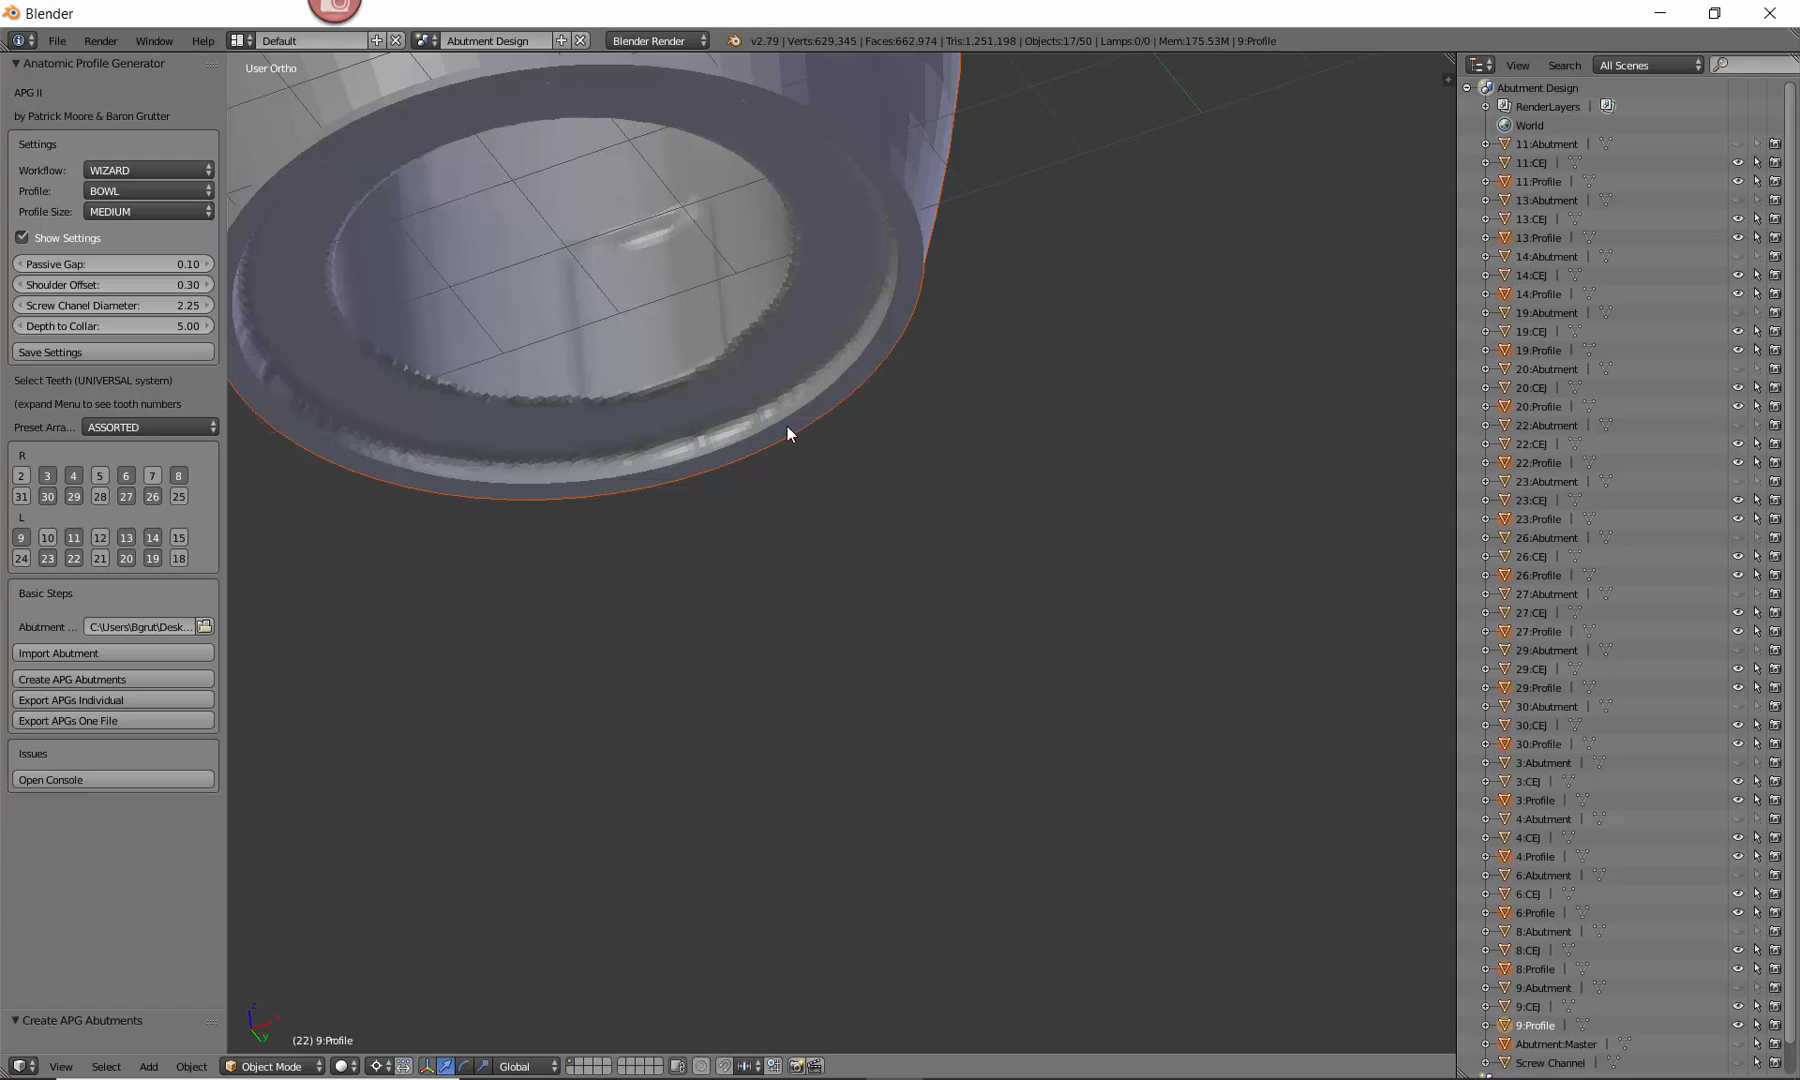 Blender
File Render Window Help Default Abutment Design Blender Render v2.79 | Verts:629,345 | Faces:662,974 | Tris:1,251,198 | Objects:17/50 | Lamps:0/0 | Mem:175.53M | 9:Profile
Anatomic Profile Generator
APG II
by Patrick Moore & Baron Grutter
Settings
Workflow: WIZARD
Profile: BOWL
Profile Size: MEDIUM
Show Settings
Passive Gap: 0.10
Shoulder Offset: 0.30
Screw Chanel Diameter: 2.25
Depth to Collar: 5.00
Save Settings
Select Teeth (UNIVERSAL system)
(expand Menu to see tooth numbers
Preset Arra... ASSORTED
R
2 3 4 5 6 7 8
31 30 29 28 27 26 25
L
9 10 11 12 13 14 15
24 23 22 21 20 19 18
Basic Steps
Abutment ... C:\Users\Bgrut\Desk...
Import Abutment
Create APG Abutments
Export APGs Individual
Export APGs One File
Issues
Open Console
Create APG Abutments
User Ortho
z
x
y
(22) 9:Profile
View Select Add Object Object Mode Global
View Search All Scenes
Abutment Design
RenderLayers |
World
11:Abutment |
11:CEJ |
11:Profile |
13:Abutment |
13:CEJ |
13:Profile |
14:Abutment |
14:CEJ |
14:Profile |
19:Abutment |
19:CEJ |
19:Profile |
20:Abutment |
20:CEJ |
20:Profile |
22:Abutment |
22:CEJ |
22:Profile |
23:Abutment |
23:CEJ |
23:Profile |
26:Abutment |
26:CEJ |
26:Profile |
27:Abutment |
27:CEJ |
27:Profile |
29:Abutment |
29:CEJ |
29:Profile |
30:Abutment |
30:CEJ |
30:Profile |
3:Abutment |
3:CEJ |
3:Profile |
4:Abutment |
4:CEJ |
4:Profile |
6:Abutment |
6:CEJ |
6:Profile |
8:Abutment |
8:CEJ |
8:Profile |
9:Abutment |
9:CEJ |
9:Profile |
Abutment:Master |
Screw Channel |